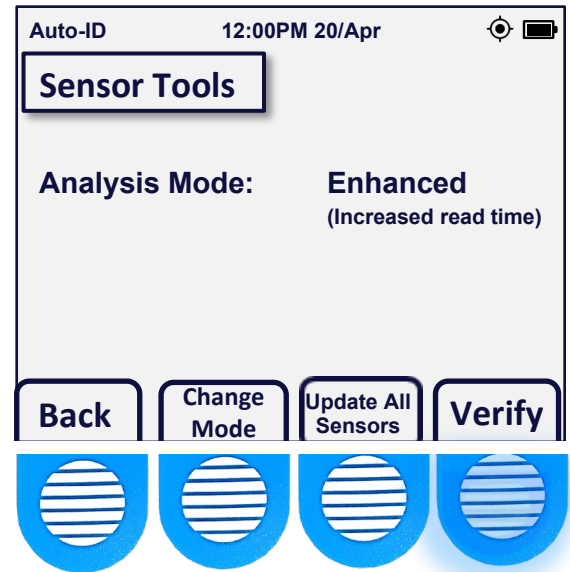 Auto-ID 12:00PM 20/Apr
Sensor Tools
Analysis Mode: Enhanced
(Increased read time)
Back
Change
Mode
Update All
Sensors
Verify